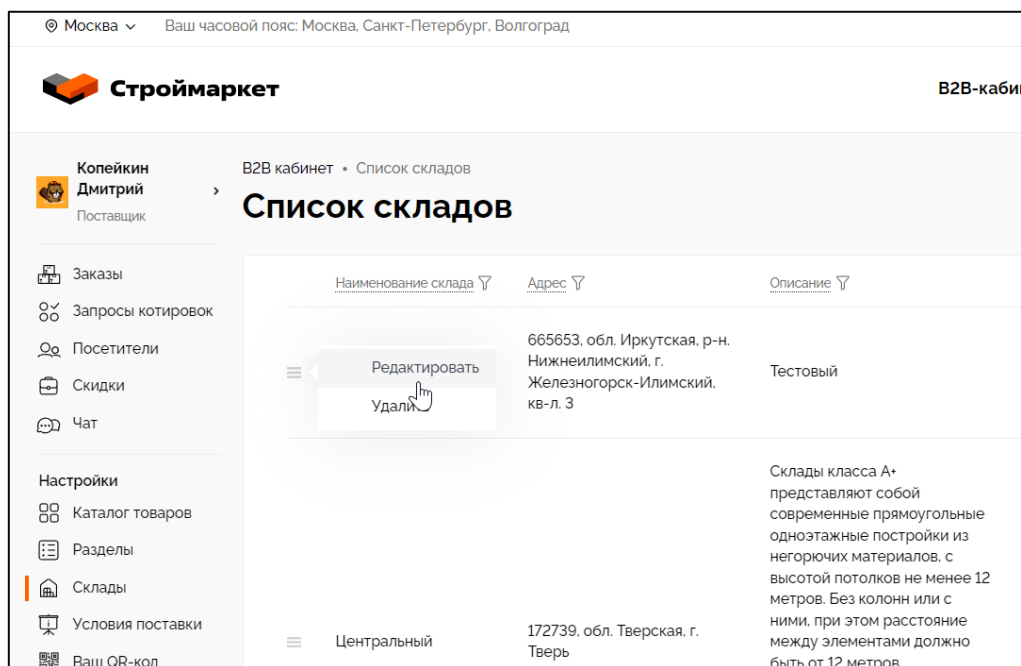 Москва
Ваш часовой пояс: Москва, Санкт-Петербург, Волгоград
Строймаркет
Копейкин
Дмитрий
Поставщик
Заказы
Запросы котировок
Посетители
Скидки
Чат
Настройки
Каталог товаров
Разделы
Склады
Условия поставки
Ваш QR-код
B2B кабинет • Список складов
Список складов
Наименование склада
Адрес
Описание
Редактировать
665653, обл. Иркутская, р-н.
Нижнеилимский, г.
Железногорск-Илимский,
кв-л. 3
Тестовый
Центральный
172739, обл. Тверская, г.
Тверь
Склады класса А+
представляют собой
современные прямоугольные
одноэтажные постройки из
негорючих материалов, с
высотой потолков не менее 12
метров. Без колонн или с
ними, при этом расстояние
между элементами должно
быть от 12 метров